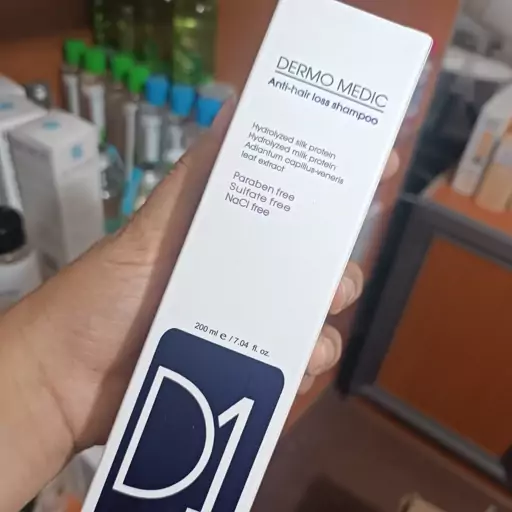 DERMO MEDIC
Anti-hair loss shampoo
Hydrolyzed silk protein
Hydrolyzed milk protein
Adiantum capillus-veneris
leaf extract
Paraben free
Sulfate free
NaCl free
200 ml e / 7.04 fl. oz.
D1